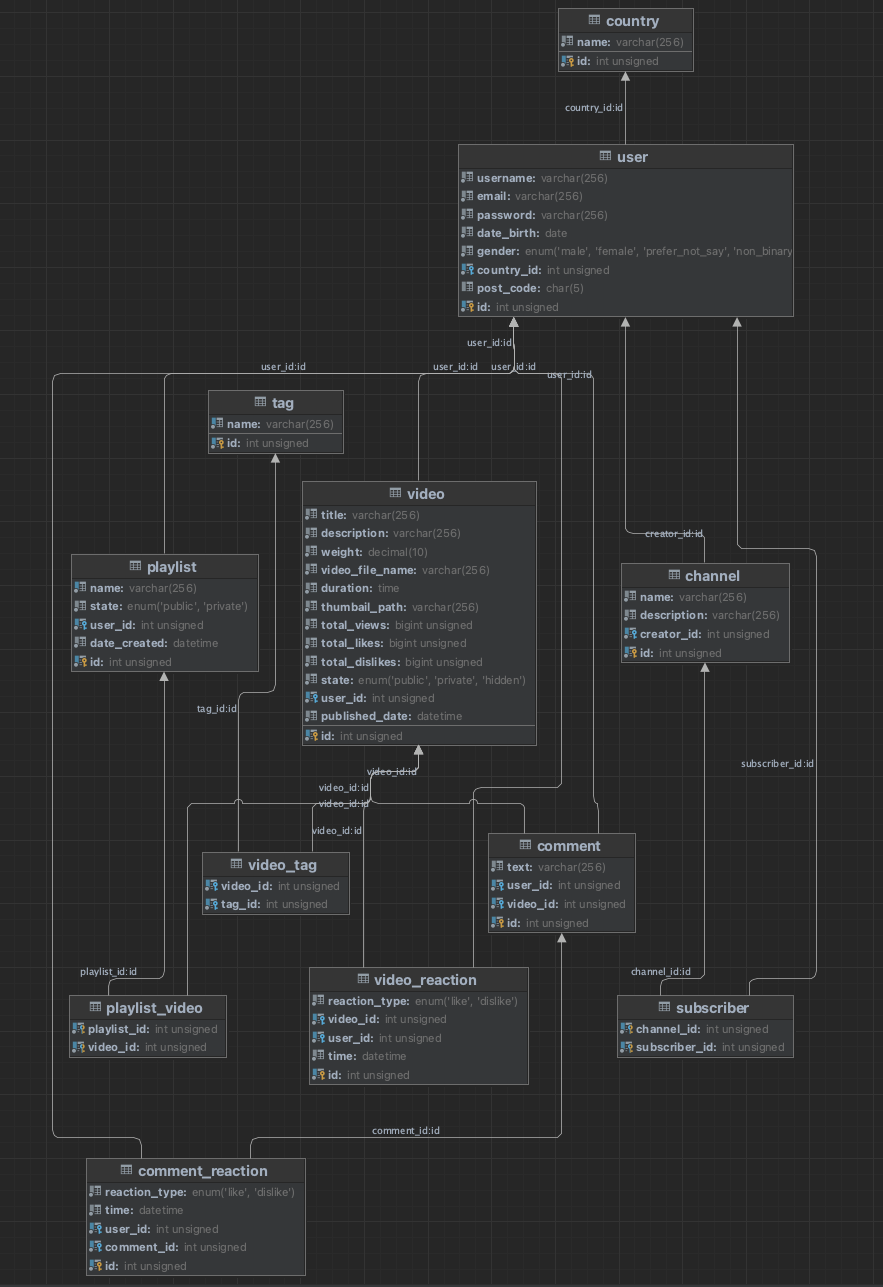 country
name: varchar(256)
id: int unsigned
country_id:id
user
username: varchar(256)
email: varchar(256)
password: varchar(256)
date_birth: date
gender: enum('male', 'female', 'prefer_not_say', 'non_binary
country_id: int unsigned
post_code: char(5)
id: int unsigned
user_id:id
user_id:id
user_id:id
user_id:id
user_id:id
tag
name: varchar(256)
id: int unsigned
video
title: varchar(256)
description: varchar(256)
weight: decimal(10)
video_file_name: varchar(256)
duration: time
thumbail_path: varchar(256)
total_views: bigint unsigned
total_likes: bigint unsigned
total_dislikes: bigint unsigned
state: enum('public', 'private', 'hidden')
user_id: int unsigned
published_date: datetime
id: int unsigned
creator_id:id
playlist
name: varchar(256)
state: enum('public', 'private')
user_id: int unsigned
date_created: datetime
id: int unsigned
channel
name: varchar(256)
description: varchar(256)
creator_id: int unsigned
id: int unsigned
tag_id:id
subscriber_id:id
video_id:id
video_id:id
video_id:id
video_id:id
comment
text: varchar(256)
user_id: int unsigned
video_id: int unsigned
id: int unsigned
video_tag
video_id: int unsigned
tag_id: int unsigned
playlist_id:id
channel_id:id
video_reaction
reaction_type: enum('like', 'dislike')
video_id: int unsigned
user_id: int unsigned
time: datetime
id: int unsigned
playlist_video
playlist_id: int unsigned
video_id: int unsigned
subscriber
channel_id: int unsigned
subscriber_id: int unsigned
comment_id:id
comment_reaction
reaction_type: enum('like', 'dislike')
time: datetime
user_id: int unsigned
comment_id: int unsigned
id: int unsigned